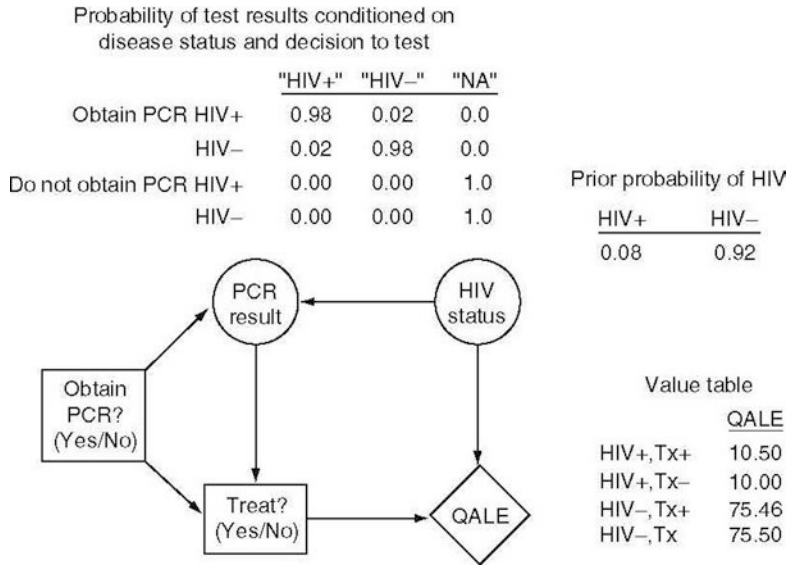 Probability of test results conditioned on
disease status and decision to test
"HIV+" "HIV−" "NA"
Obtain PCR HIV+ 0.98 0.02 0.0
HIV− 0.02 0.98 0.0
Do not obtain PCR HIV+ 0.00 0.00 1.0
HIV− 0.00 0.00 1.0
Prior probability of HIV
HIV+ HIV−
0.08 0.92
PCR
result
HIV
status
Obtain
PCR?
(Yes/No)
Treat?
(Yes/No)
QALE
Value table
QALE
HIV+,Tx+ 10.50
HIV+,Tx− 10.00
HIV−,Tx+ 75.46
HIV−,Tx 75.50